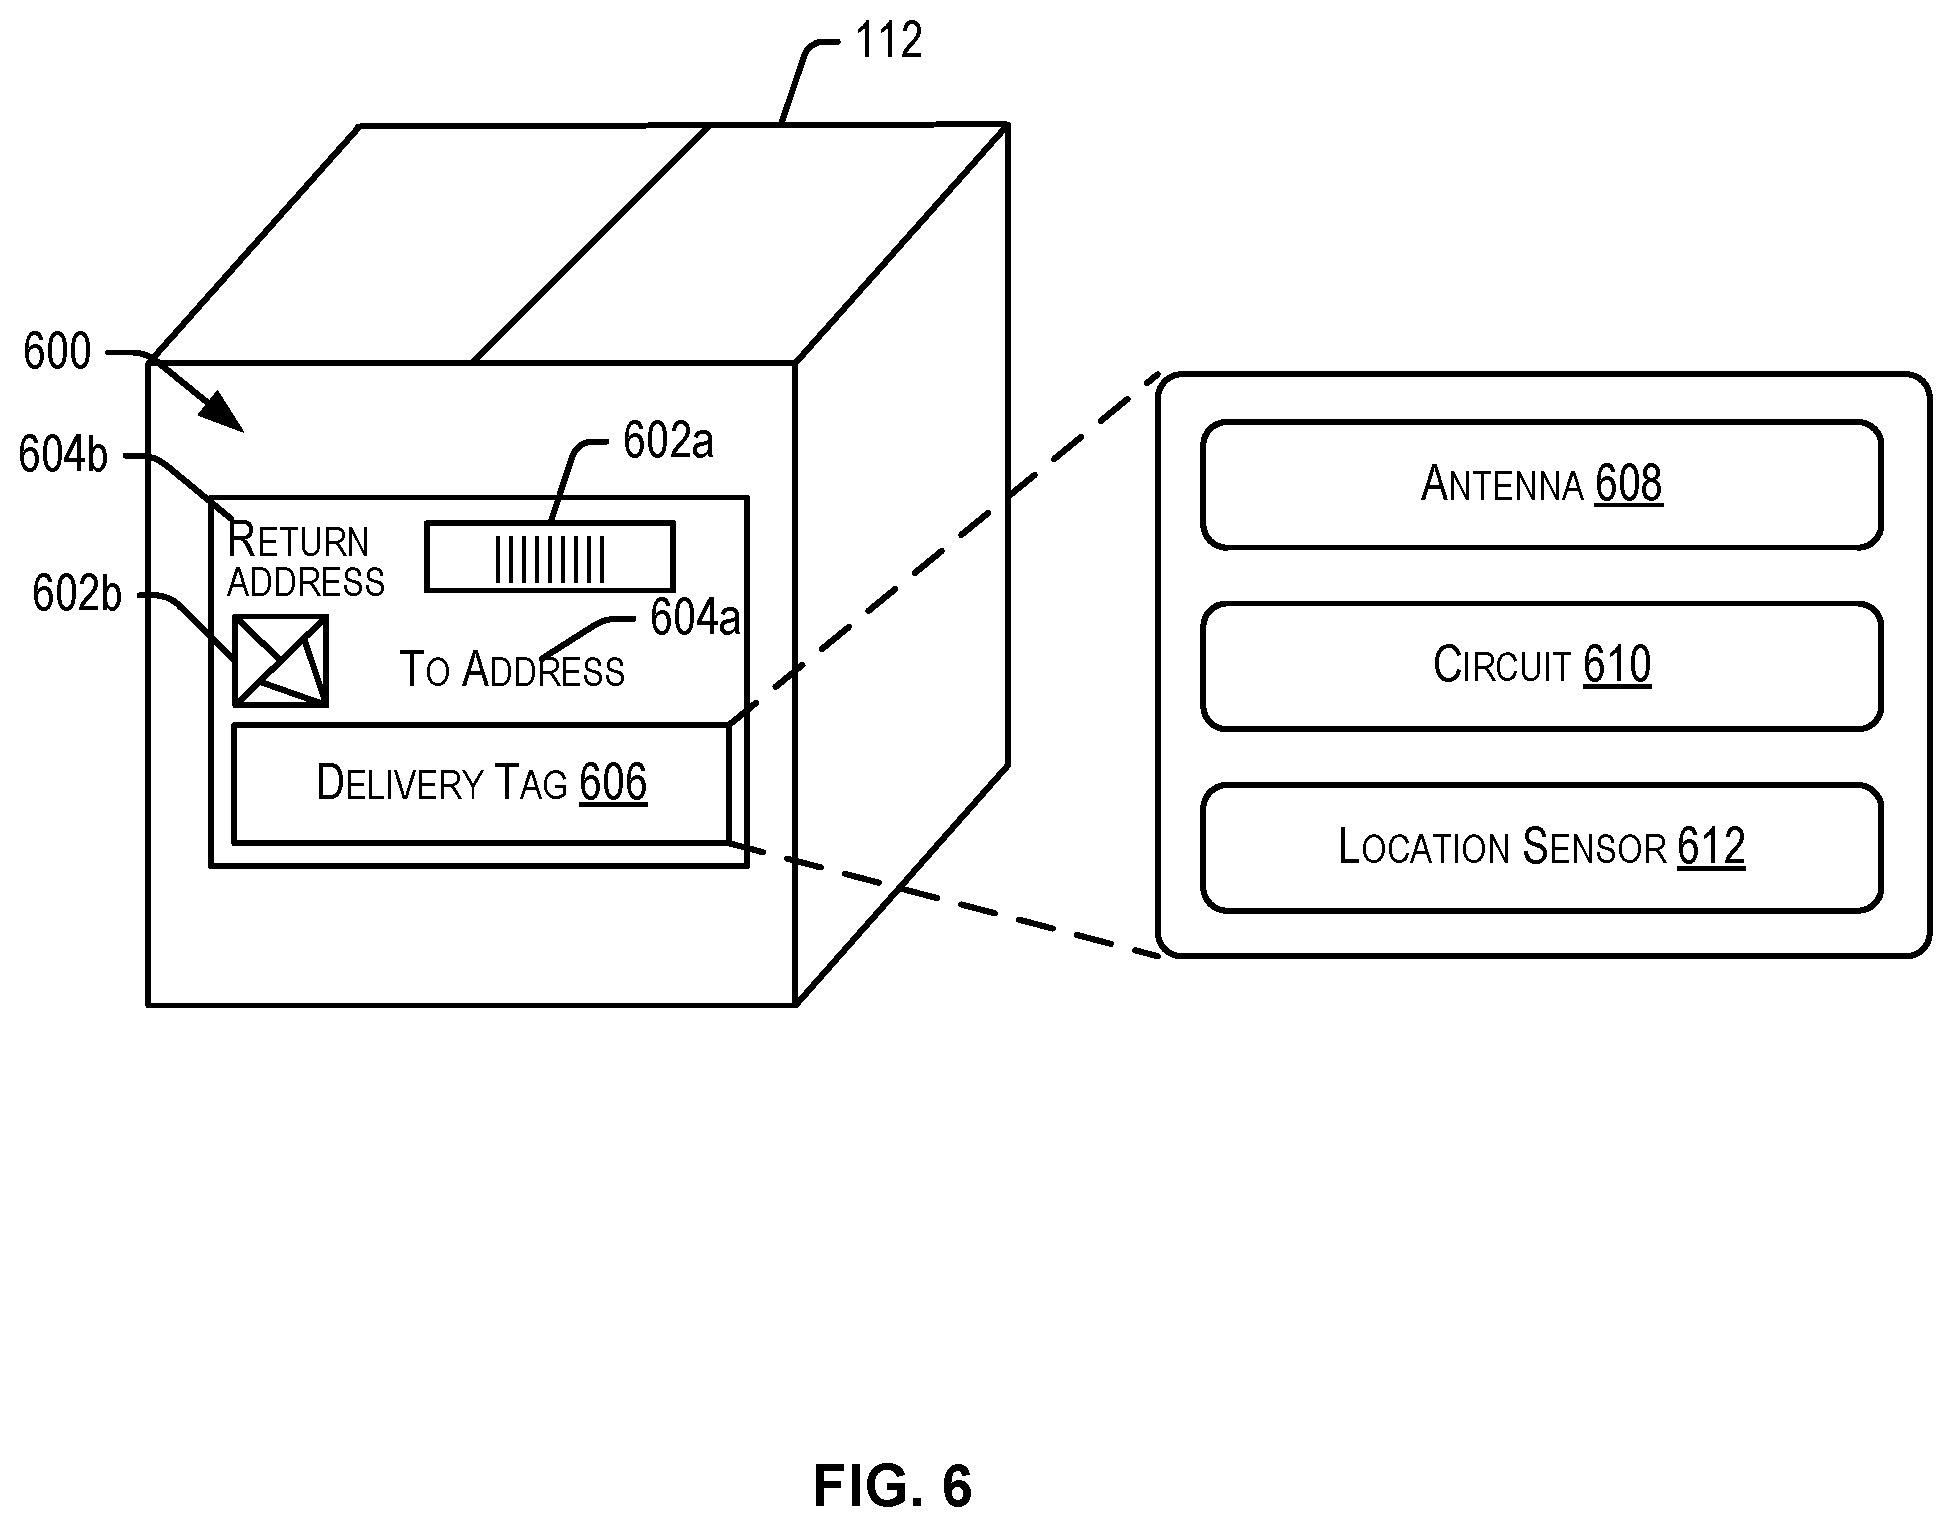 112
600
604b
602a
RETURN
ADDRESS
602b
604a
TO ADDRESS
DELIVERY TAG 606
ANTENNA 608
CIRCUIT 610
LOCATION SENSOR 612
FIG. 6